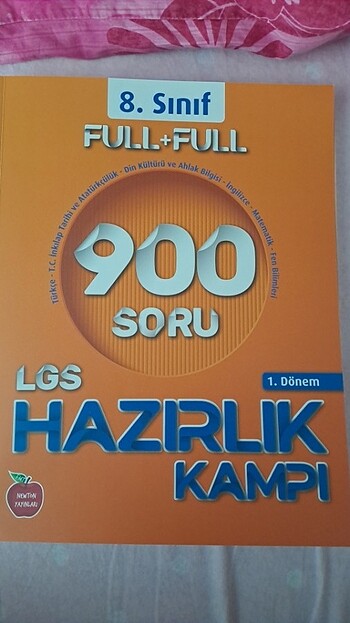 8. Sınıf
FULL+FULL
Türkçe - T.C. İnkılap Tarihi ve Atatürkçülük - Din Kültürü ve Ahlak Bilgisi - İngilizce - Matematik - Fen Bilimleri
900
SORU
LGS
1. Dönem
HAZIRLIK
KAMPI
NEWTON
YAYINLARI